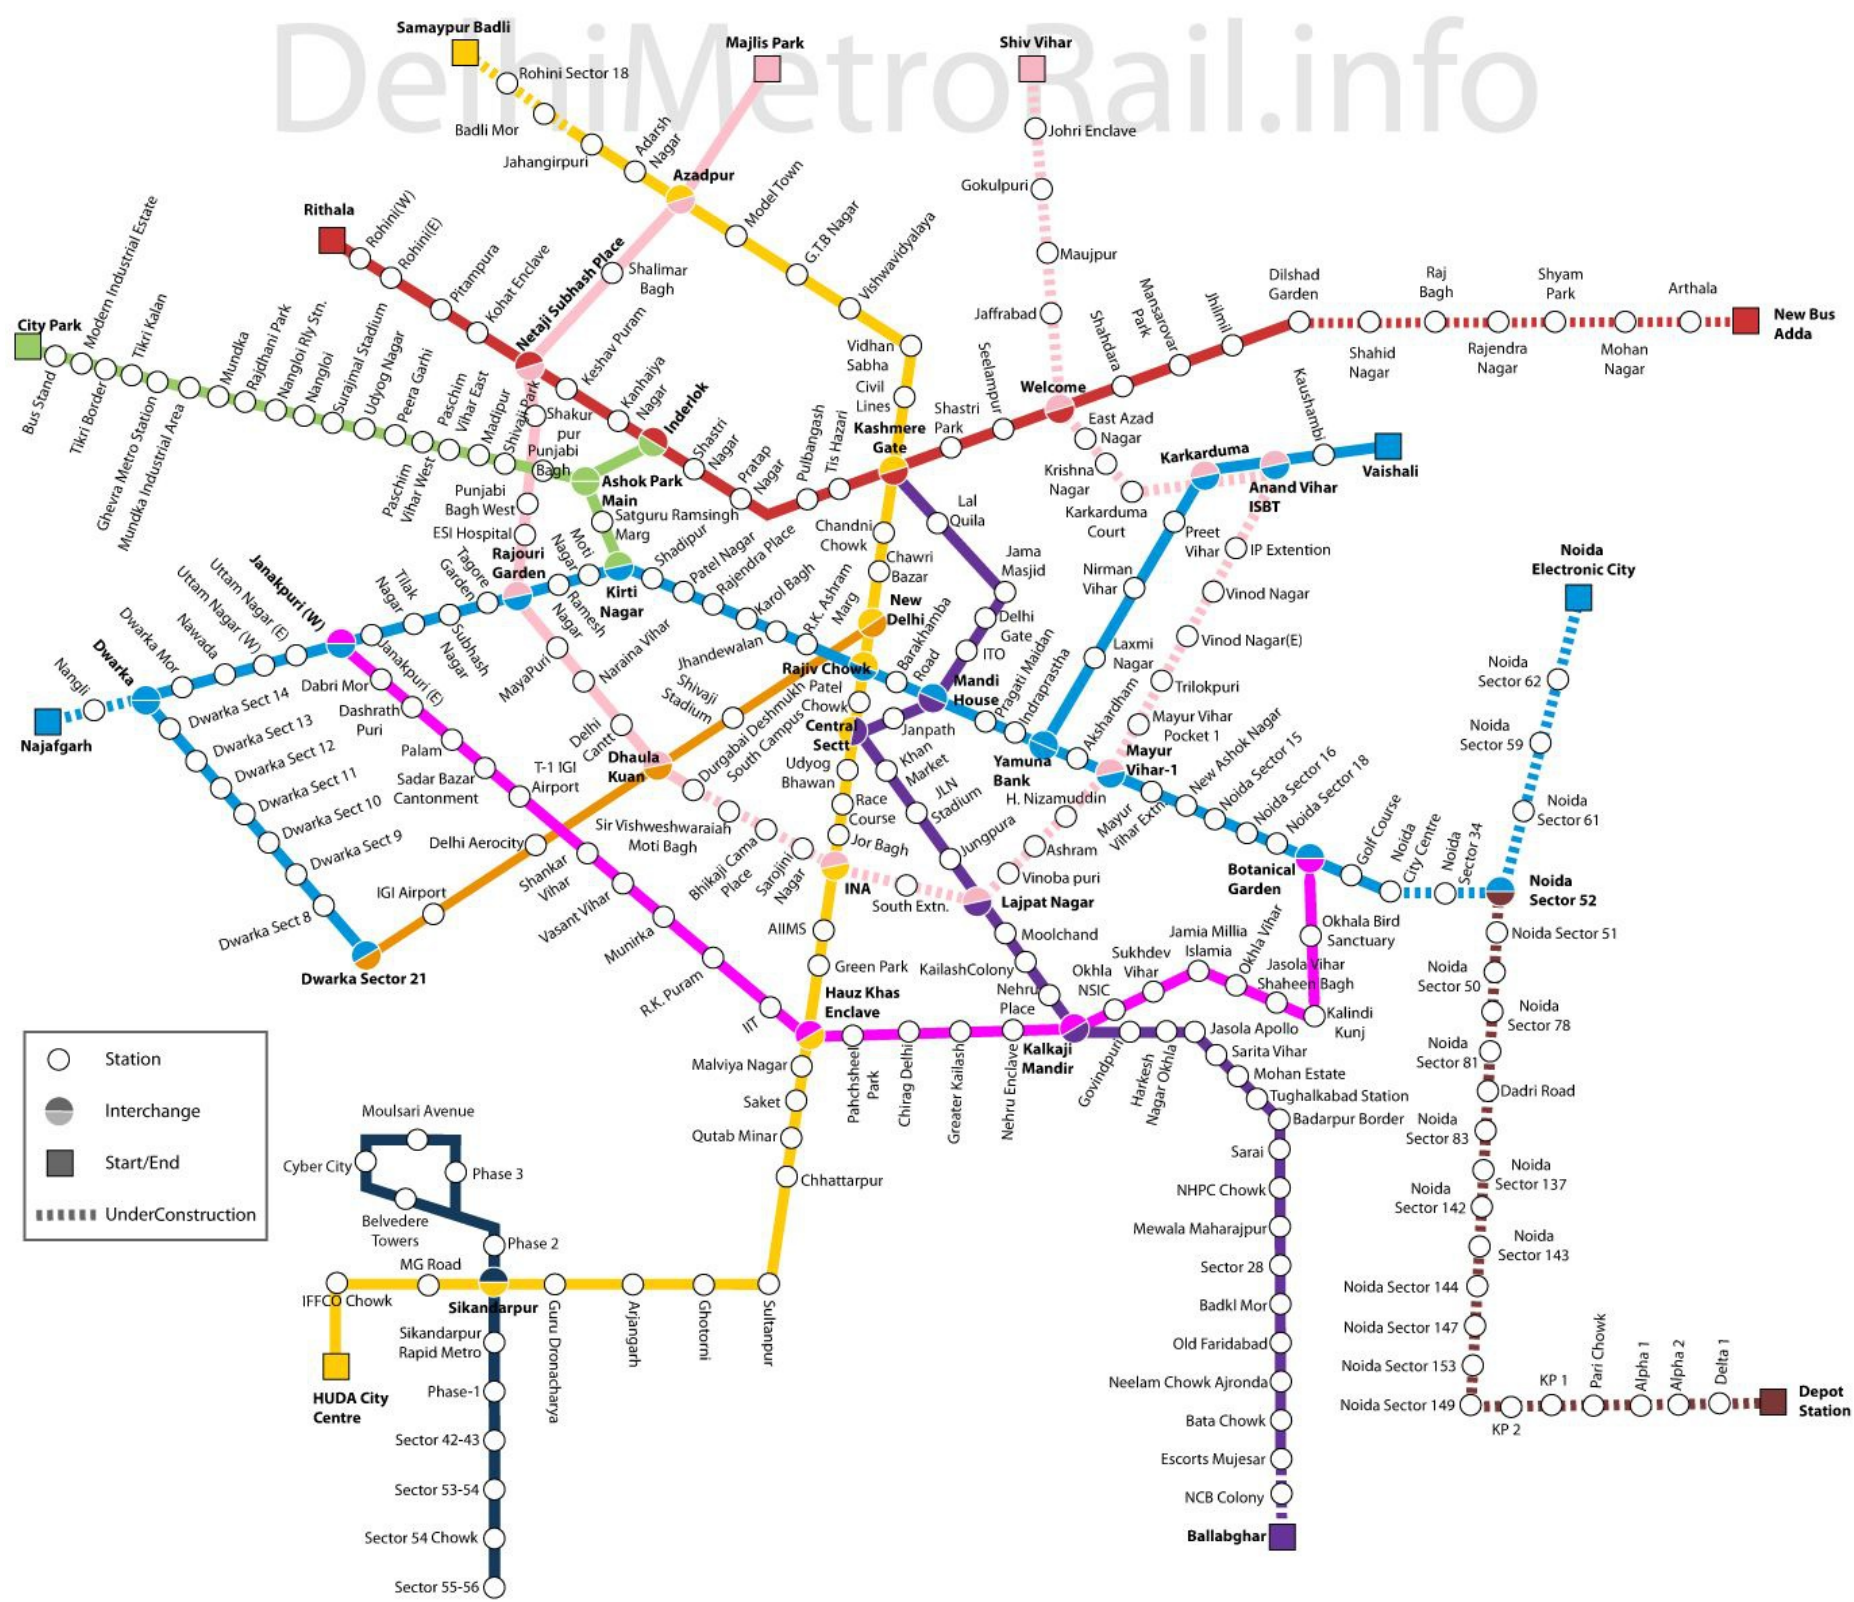 DelhiMetroRail.info
Samaypur Badli
Majlis Park
Shiv Vihar
Rohini Sector 18
Badli Mor
Jahangirpuri
Adarsh
Nagar
Azadpur
Model Town
G.T.B Nagar
Vishwavidyalaya
Vidhan
Sabha
Civil
Lines
Kashmere
Gate
Johri Enclave
Gokulpuri
Maujpur
Jaffrabad
Welcome
Rithala
Rohini(W)
Rohini(E)
Pitampura
Kohat Enclave
Netaji Subhash Place
Shalimar
Bagh
Keshav Puram
Kanhaiya
Nagar
Inderlok
Shastri
Nagar
Pratap
Nagar
Pulbangash
Tis Hazari
Shastri
Park
Seelampur
Shahdara
Mansarovar
Park
Jhilmil
Dilshad
Garden
Shahid
Nagar
Raj
Bagh
Rajendra
Nagar
Shyam
Park
Mohan
Nagar
Arthala
New Bus
Adda
City Park
Bus Stand
Modern Industrial Estate
Tikri Border
Tikri Kalan
Ghevra Metro Station
Mundka Industrial Area
Mundka
Rajdhani Park
Nangloi Rly Stn.
Nangloi
Surajmal Stadium
Udyog Nagar
Peera Garhi
Paschim
Vihar West
Paschim
Vihar East
Madipur
Shivaji Park
Shakur
pur
Punjabi
Bagh
Ashok Park
Main
Satguru Ramsingh
Marg
Punjabi
Bagh West
ESI Hospital
Rajouri
Garden
East Azad
Nagar
Krishna
Nagar
Karkarduma
Court
Karkarduma
Anand Vihar
ISBT
Kaushambi
Vaishali
Preet
Vihar
Nirman
Vihar
Laxmi
Nagar
IP Extention
Vinod Nagar
Vinod Nagar(E)
Trilokpuri
Mayur Vihar
Pocket 1
Mayur
Vihar-1
Najafgarh
Nangli
Dwarka
Dwarka Mor
Nawada
Uttam Nagar (W)
Uttam Nagar (E)
Janakpuri (W)
Janakpuri (E)
Tilak
Nagar
Subhash
Nagar
Tagore
Garden
Ramesh
Nagar
Moti
Nagar
Kirti
Nagar
Shadipur
Patel Nagar
Rajendra Place
Karol Bagh
Jhandewalan
R.K. Ashram
Marg
Rajiv Chowk
Barakhamba
Road
Mandi
House
Pragati Maidan
Indraprastha
Yamuna
Bank
Akshardham
Mayur
Vihar Extn.
New Ashok Nagar
Noida Sector 15
Noida Sector 16
Noida Sector 18
Botanical
Garden
Golf Course
Noida
City Centre
Noida
Sector 34
Noida
Sector 52
Noida
Sector 61
Noida
Sector 59
Noida
Sector 62
Noida
Electronic City
Dwarka Sect 14
Dwarka Sect 13
Dwarka Sect 12
Dwarka Sect 11
Dwarka Sect 10
Dwarka Sect 9
Dwarka Sect 8
Dwarka Sector 21
IGI Airport
Delhi Aerocity
Dhaula
Kuan
Shivaji
Stadium
New
Delhi
Chandni
Chowk
Chawri
Bazar
Patel
Chowk
Central
Sectt
Udyog
Bhawan
Race
Course
Jor Bagh
INA
AIIMS
Green Park
Hauz Khas
Enclave
Malviya Nagar
Saket
Qutab Minar
Chhattarpur
Sultanpur
Ghotorni
Arjangarh
Guru Dronacharya
Sikandarpur
MG Road
IFFCO Chowk
HUDA City
Centre
Lal
Quila
Jama
Masjid
Delhi
Gate
ITO
Janpath
Khan
Market
JLN
Stadium
Jungpura
Lajpat Nagar
Moolchand
KailashColony
Nehru
Place
Kalkaji
Mandir
Govindpuri
Harkesh
Nagar Okhla
Jasola Apollo
Sarita Vihar
Mohan Estate
Tughalkabad Station
Badarpur Border
Sarai
NHPC Chowk
Mewala Maharajpur
Sector 28
Badkl Mor
Old Faridabad
Neelam Chowk Ajronda
Bata Chowk
Escorts Mujesar
NCB Colony
Ballabghar
MayaPuri
Naraina Vihar
Delhi
Cantt
Durgabai Deshmukh
South Campus
Sir Vishweshwaraiah
Moti Bagh
Bhikaji Cama
Place
Sarojini
Nagar
South Extn.
Vinoba puri
Ashram
H. Nizamuddin
Dabri Mor
Dashrath
Puri
Palam
Sadar Bazar
Cantonment
T-1 IGI
Airport
Shankar
Vihar
Vasant Vihar
Munirka
R.K. Puram
IIT
Pahchsheel
Park
Chirag Delhi
Greater Kailash
Nehru Enclave
Okhla
NSIC
Sukhdev
Vihar
Jamia Millia
Islamia
Okhla Vihar
Jasola Vihar
Shaheen Bagh
Kalindi
Kunj
Okhala Bird
Sanctuary
Noida Sector 51
Noida
Sector 50
Noida
Sector 78
Noida
Sector 81
Dadri Road
Noida
Sector 83
Noida
Sector 137
Noida
Sector 142
Noida
Sector 143
Noida Sector 144
Noida Sector 147
Noida Sector 153
Noida Sector 149
KP 2
KP 1
Pari Chowk
Alpha 1
Alpha 2
Delta 1
Depot
Station
Station
Interchange
Start/End
UnderConstruction
Moulsari Avenue
Cyber City
Phase 3
Belvedere
Towers
Phase 2
Sikandarpur
Rapid Metro
Phase-1
Sector 42-43
Sector 53-54
Sector 54 Chowk
Sector 55-56